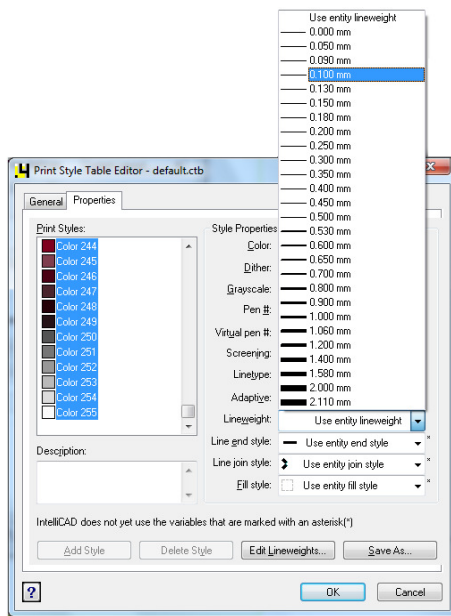 Use entity lineweight
0.000 mm
0.050 mm
0.090 mm
0.100 mm
0.130 mm
0.150 mm
0.180 mm
0.200 mm
0.250 mm
0.300 mm
0.350 mm
0.400 mm
0.450 mm
0.500 mm
0.530 mm
0.600 mm
0.650 mm
0.700 mm
0.800 mm
0.900 mm
1.000 mm
1.060 mm
1.200 mm
1.400 mm
1.580 mm
2.000 mm
2.110 mm
Print Style Table Editor - default.ctb
General Properties
Print Styles:
Color 244
Color 245
Color 246
Color 247
Color 248
Color 249
Color 250
Color 251
Color 252
Color 253
Color 254
Color 255
Description:
Style Properties
Color:
Dither:
Grayscale:
Pen #:
Virtual pen #:
Screening:
Linetype:
Adaptive:
Lineweight: Use entity lineweight
Line end style: Use entity end style *
Line join style: Use entity join style *
Fill style: Use entity fill style *
IntelliCAD does not yet use the variables that are marked with an asterisk(*)
Add Style Delete Style Edit Lineweights... Save As...
? OK Cancel